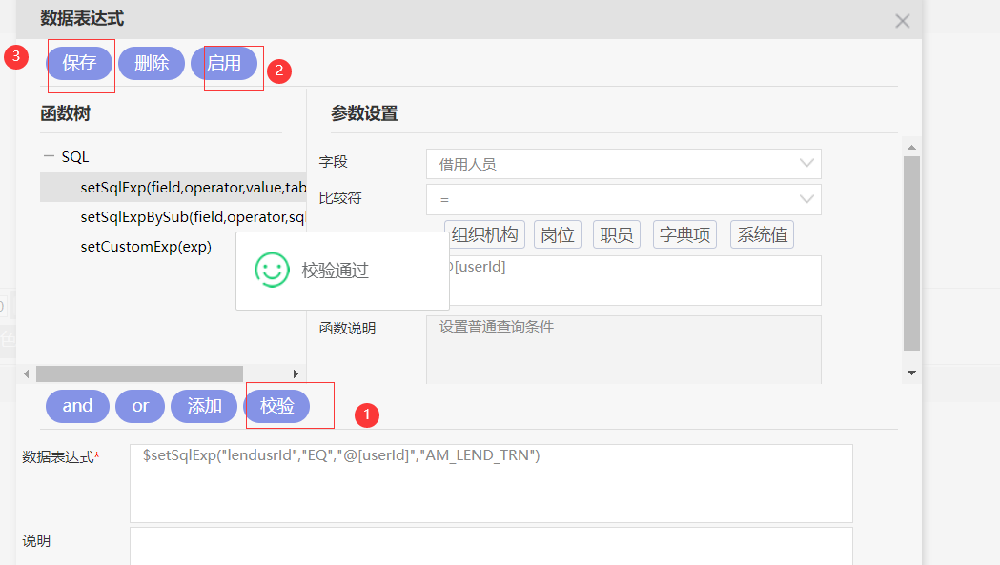 数据表达式
3
保存 删除 启用
2
函数树
参数设置
SQL
字段
借用人员
setSqlExp(field,operator,value,tab
比较符
=
setSqlExpBySub(field,operator,sql
组织机构 岗位 职员 字典项 系统值
setCustomExp(exp)
校验通过
[userId]
函数说明
设置普通查询条件
and or 添加 校验
1
数据表达式*
$setSqlExp("lendusrId","EQ","@[userId]","AM_LEND_TRN")
说明